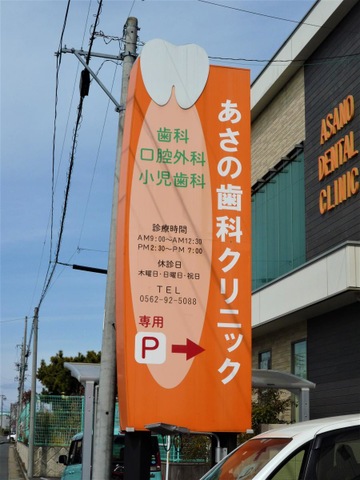 あさの歯科クリニック
歯科
口腔外科
小児歯科
診療時間
AM9:00〜AM12:30
PM2:30〜PM7:00
休診日
木曜日・日曜日・祝日
TEL
0562-92-5088
専用
P
ASANO
DENTAL
CLINIC